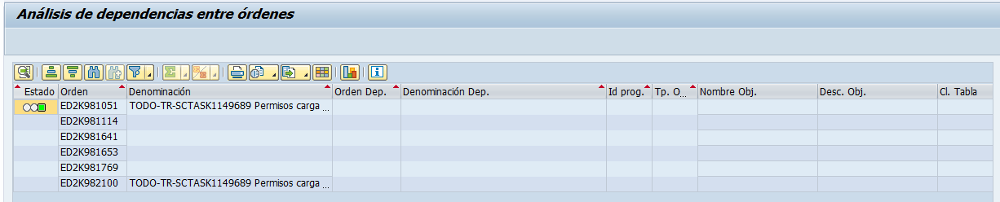 Análisis de dependencias entre órdenes
Estado Orden Denominación Orden Dep. Denominación Dep. Id prog. Tp. O... Nombre Obj. Desc. Obj. Cl. Tabla
ED2K981051 TODO-TR-SCTASK1149689 Permisos carga ...
ED2K981114
ED2K981641
ED2K981653
ED2K981769
ED2K982100 TODO-TR-SCTASK1149689 Permisos carga ...